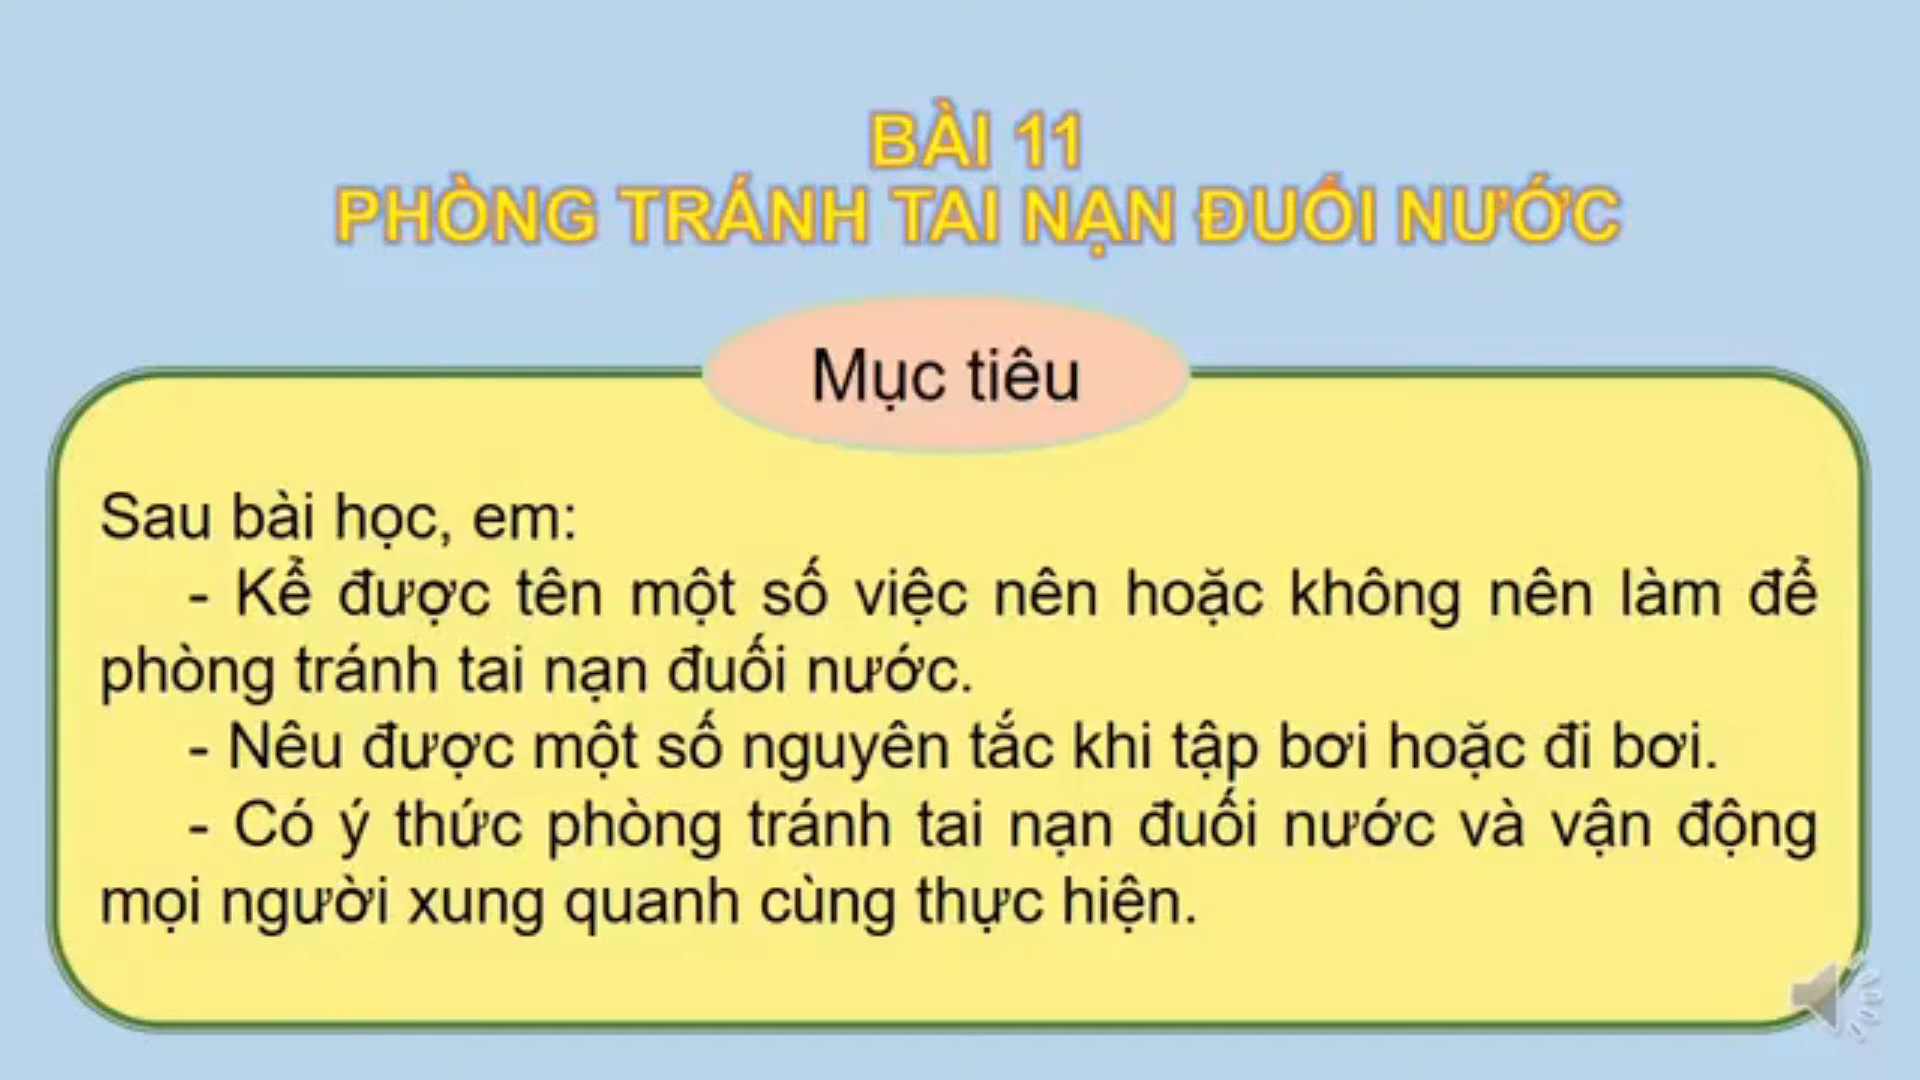 BÀI 11
PHÒNG TRÁNH TAI NẠN ĐUỐI NƯỚC
Mục tiêu
Sau bài học, em:
- Kể được tên một số việc nên hoặc không nên làm để
phòng tránh tai nạn đuối nước.
- Nêu được một số nguyên tắc khi tập bơi hoặc đi bơi.
- Có ý thức phòng tránh tai nạn đuối nước và vận động
mọi người xung quanh cùng thực hiện.